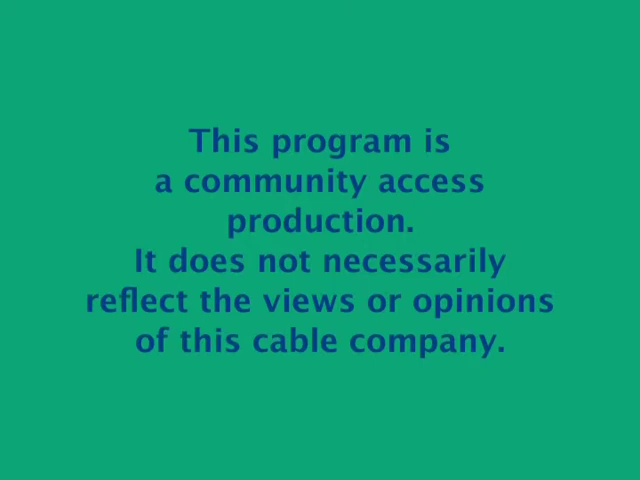 This program is
a community access
production.
It does not necessarily
reflect the views or opinions
of this cable company.